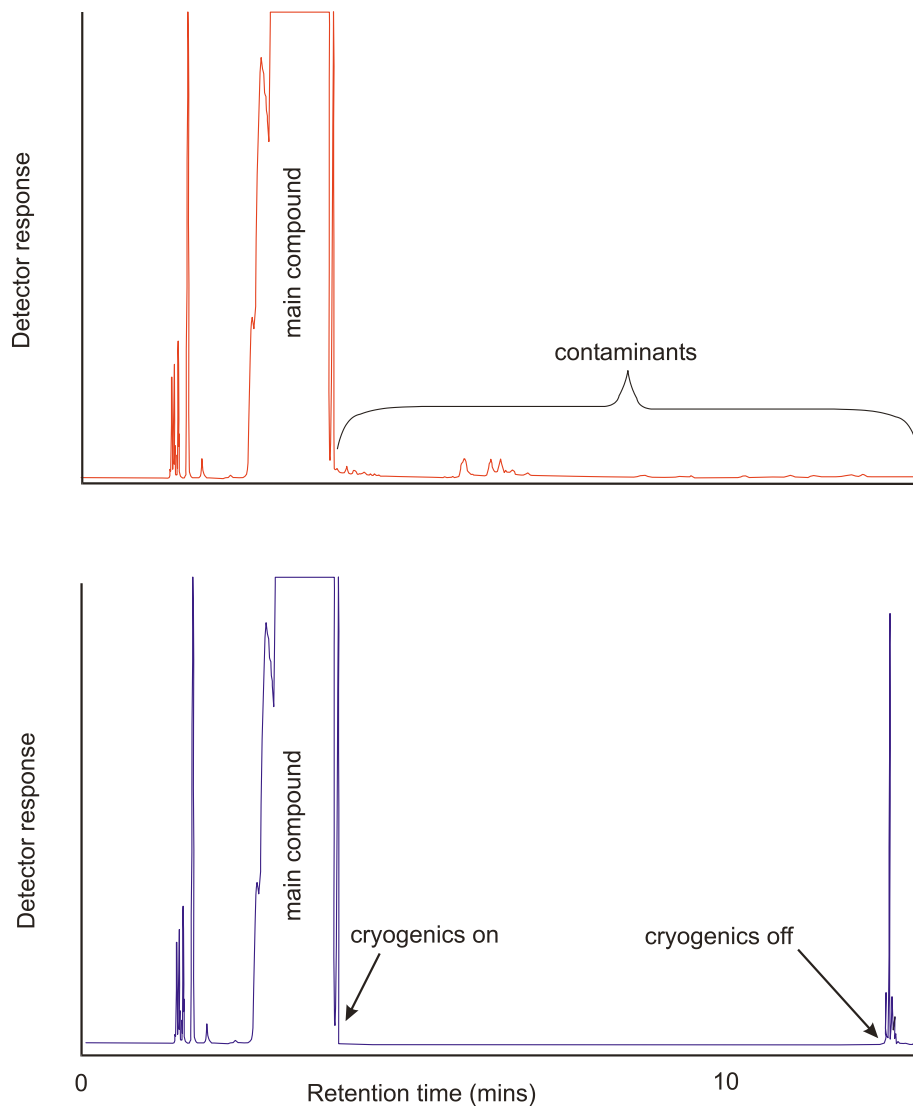 Detector response
main compound
contaminants
Detector response
main compound
cryogenics on
cryogenics off
0
10
Retention time (mins)